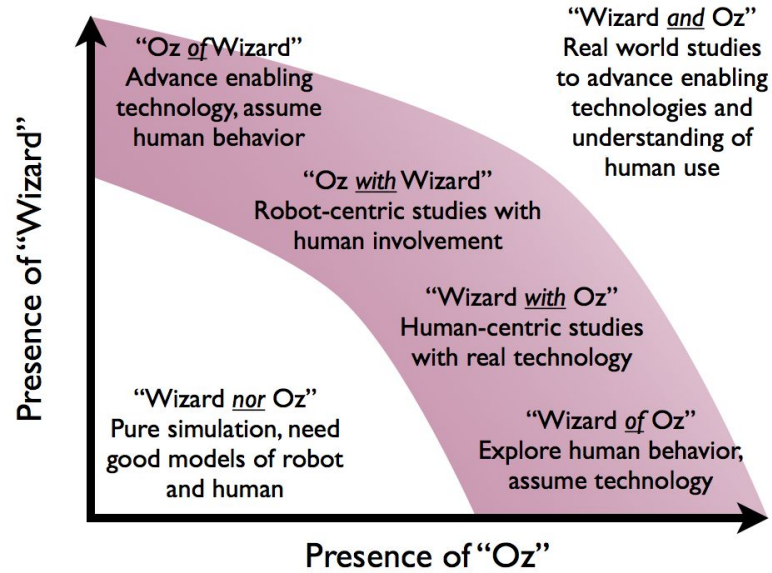 "Oz of Wizard"
Advance enabling
technology, assume
human behavior
"Wizard and Oz"
Real world studies
to advance enabling
technologies and
understanding of
human use
"Oz with Wizard"
Robot-centric studies with
human involvement
"Wizard with Oz"
Human-centric studies
with real technology
"Wizard nor Oz"
Pure simulation, need
good models of robot
and human
"Wizard of Oz"
Explore human behavior,
assume technology
Presence of "Wizard"
Presence of "Oz"